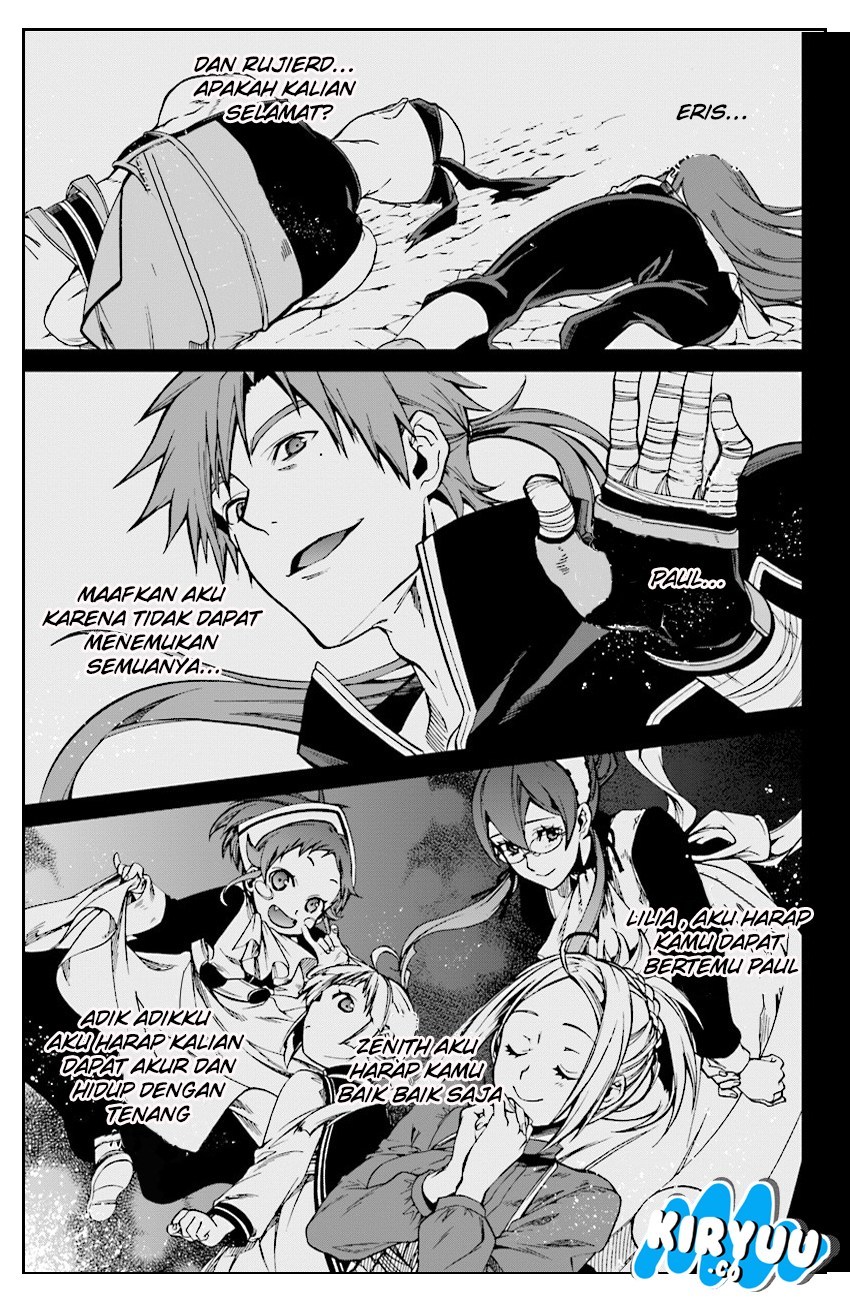 ERIS...
DAN RUJIERD...
APAKAH KALIAN
SELAMAT?
PAUL...
MAAFKAN AKU
KARENA TIDAK DAPAT
MENEMUKAN
SEMUANYA...
LILIA , AKU HARAP
KAMU DAPAT
BERTEMU PAUL
ZENITH AKU
HARAP KAMU
BAIK BAIK SAJA
ADIK ADIKKU
AKU HARAP KALIAN
DAPAT AKUR DAN
HIDUP DENGAN
TENANG
KIRYUU
.CO